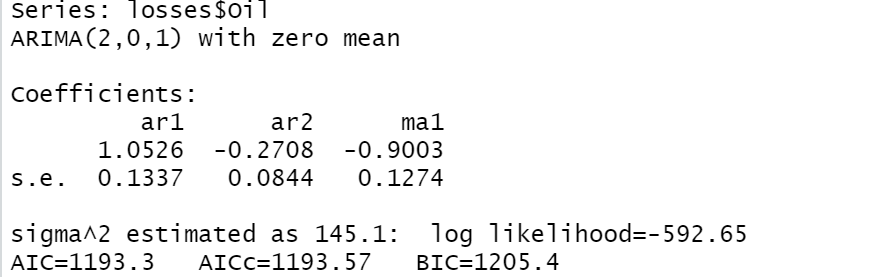 Series: losses$Oil
ARIMA(2,0,1) with zero mean
Coefficients:
ar1 ar2 ma1
1.0526 -0.2708 -0.9003
s.e. 0.1337 0.0844 0.1274
sigma^2 estimated as 145.1: log likelihood=-592.65
AIC=1193.3 AICc=1193.57 BIC=1205.4